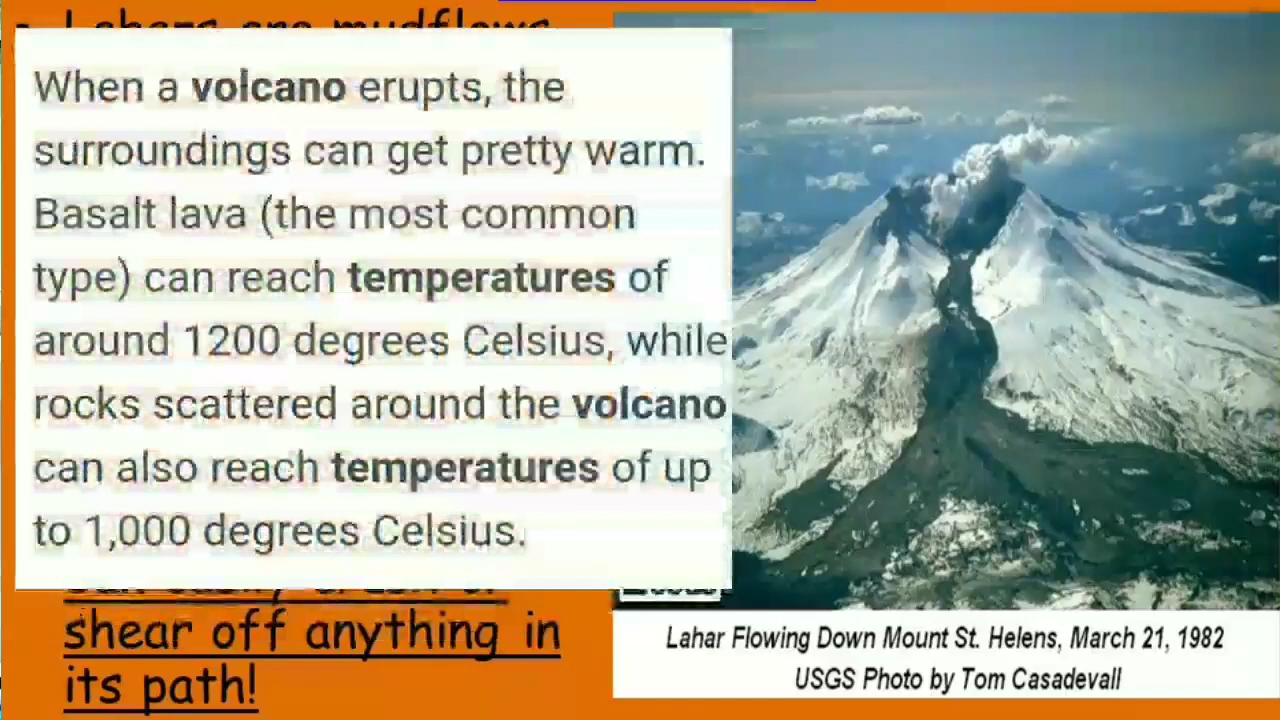 • Lahars are mudflows
When a volcano erupts, the
surroundings can get pretty warm.
Basalt lava (the most common
type) can reach temperatures of
around 1200 degrees Celsius, while
rocks scattered around the volcano
can also reach temperatures of up
to 1,000 degrees Celsius.
shear off anything in
its path!
Lahar Flowing Down Mount St. Helens, March 21, 1982
USGS Photo by Tom Casadevall